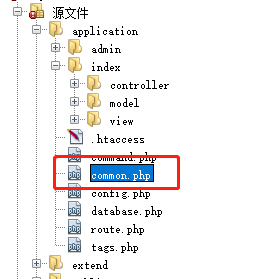 源文件
application
admin
index
controller
model
view
.htaccess
command.php
common.php
config.php
database.php
route.php
tags.php
extend